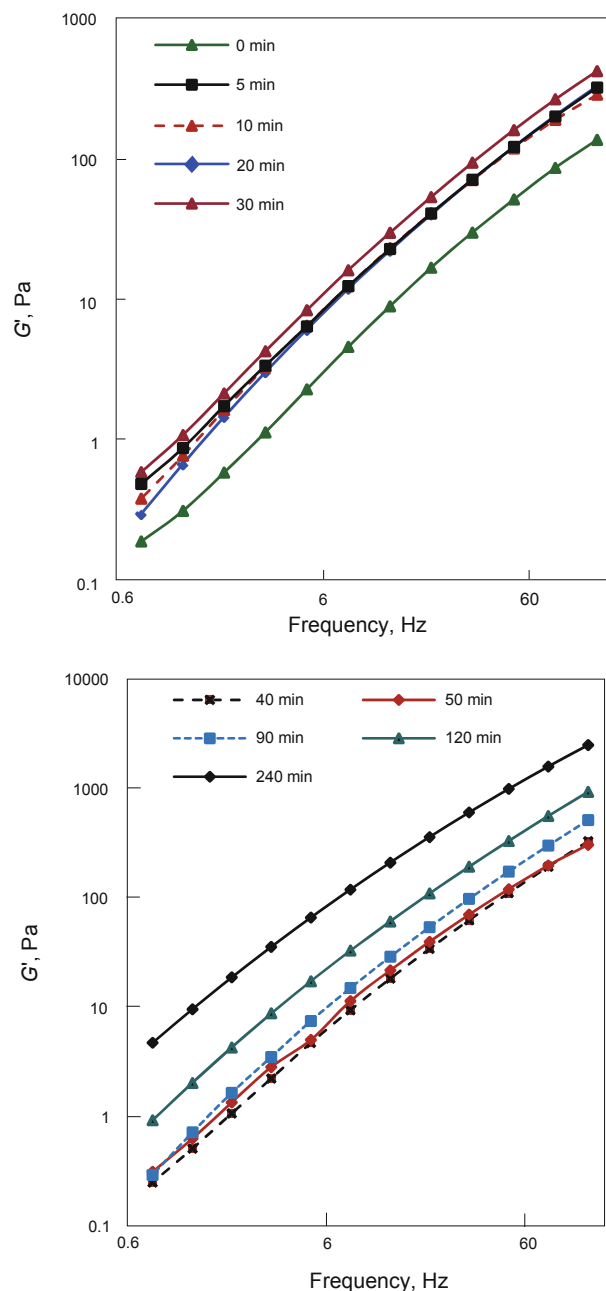 1000
100
10
1
0.1
G', Pa
0 min
5 min
10 min
20 min
30 min
0.6
6
60
Frequency, Hz
10000
1000
100
10
1
0.1
G', Pa
40 min
50 min
90 min
120 min
240 min
0.6
6
60
Frequency, Hz